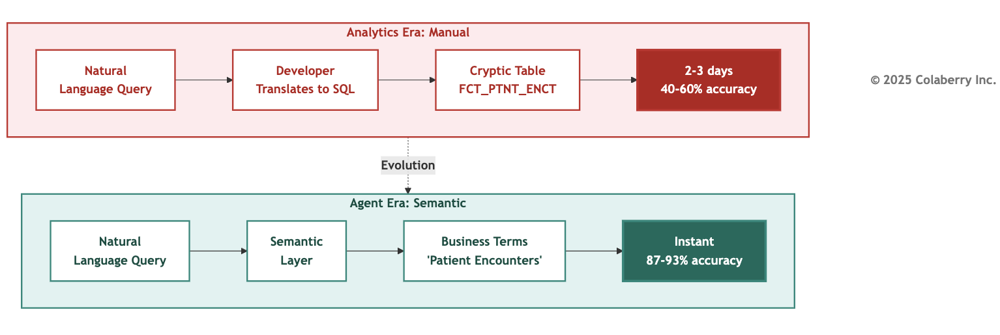 Analytics Era: Manual
Natural
Language Query
Developer
Translates to SQL
Cryptic Table
FCT_PTNT_ENCT
2-3 days
40-60% accuracy
© 2025 Colaberry Inc.
Evolution
Agent Era: Semantic
Natural
Language Query
Semantic
Layer
Business Terms
'Patient Encounters'
Instant
87-93% accuracy